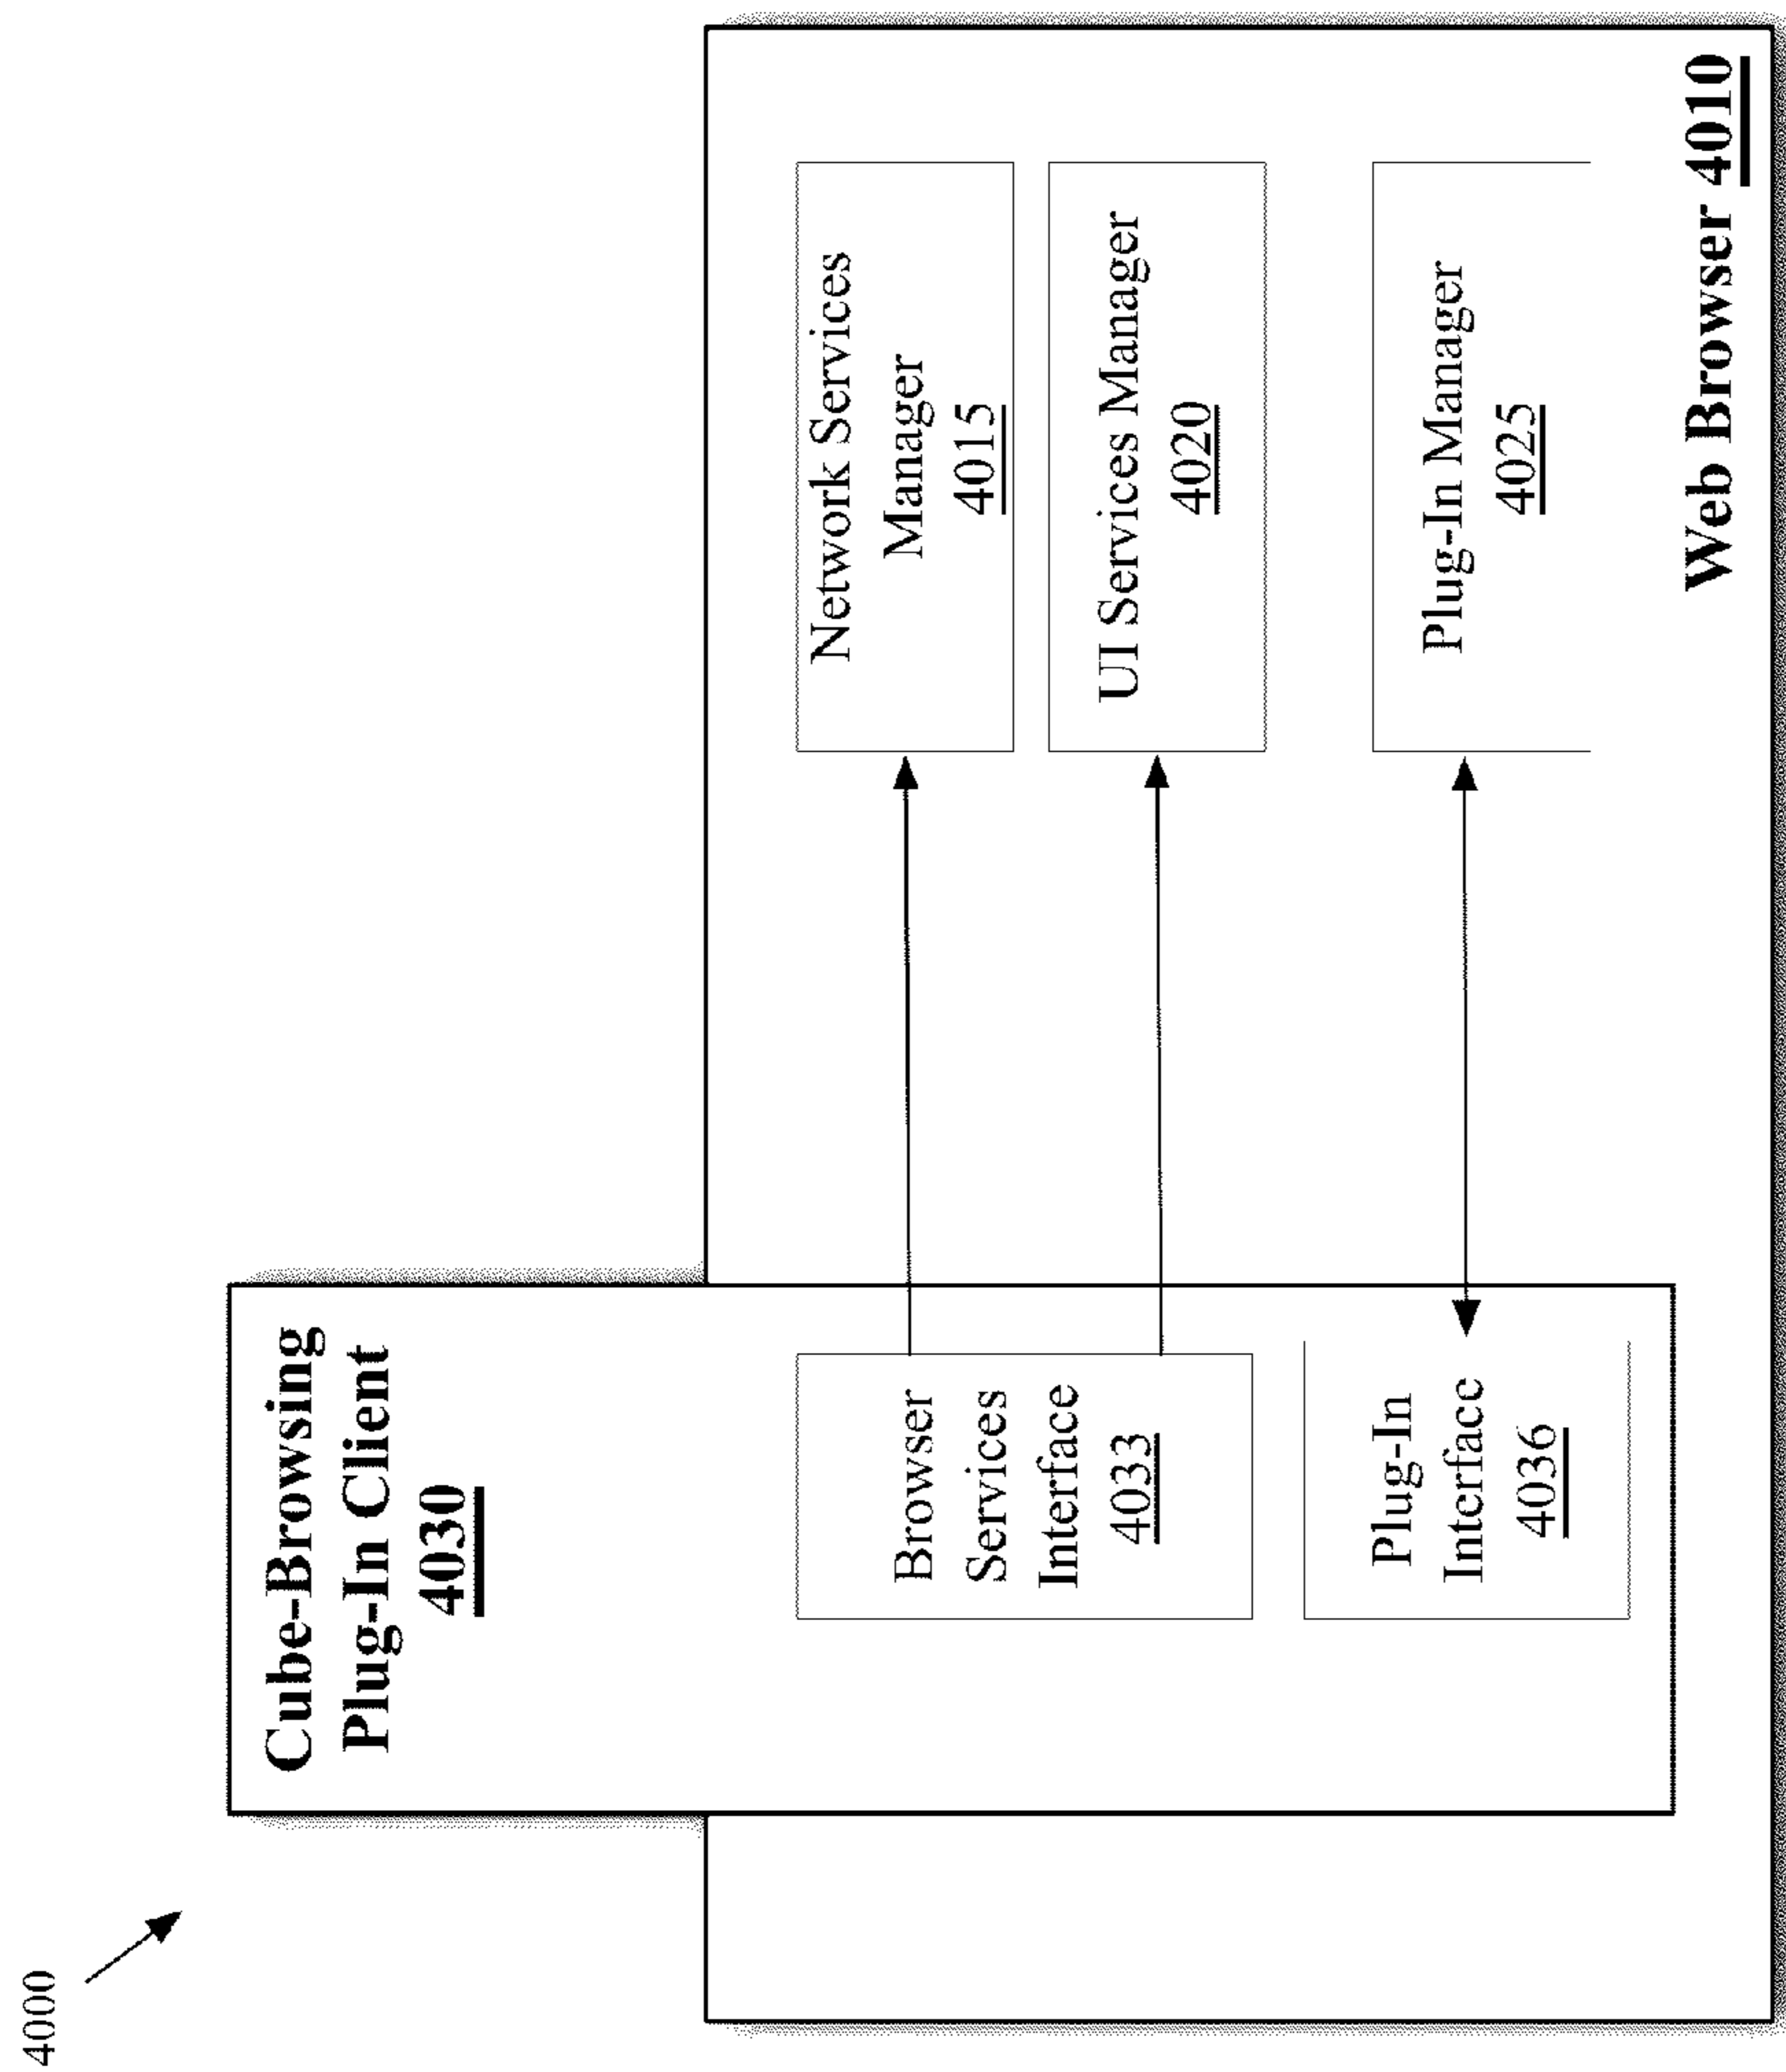 4000
Cube-Browsing
Plug-In Client
4030
Browser
Services
Interface
4033
Plug-In
Interface
4036
Network Services
Manager
4015
UI Services Manager
4020
Plug-In Manager
4025
Web Browser 4010